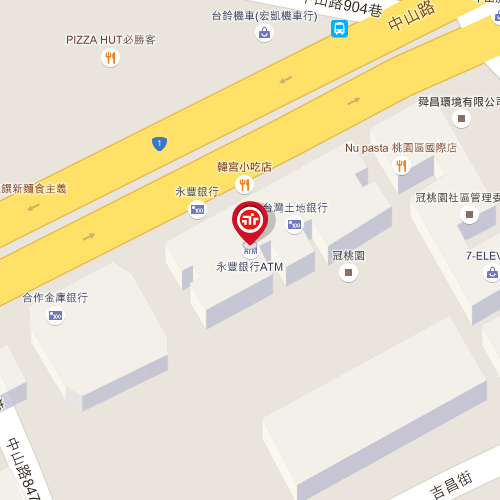 中山路904巷
台鈴機車(宏凱機車行)
中山路
PIZZA HUT必勝客
舜昌環境有限公司
1
Nu pasta 桃園區國際店
韓宮小吃店
饌新麵食主義
永豐銀行
台灣土地銀行
冠桃園社區管理委
冠桃園
7-ELEV
ATM
永豐銀行ATM
合作金庫銀行
中山路847
吉昌街